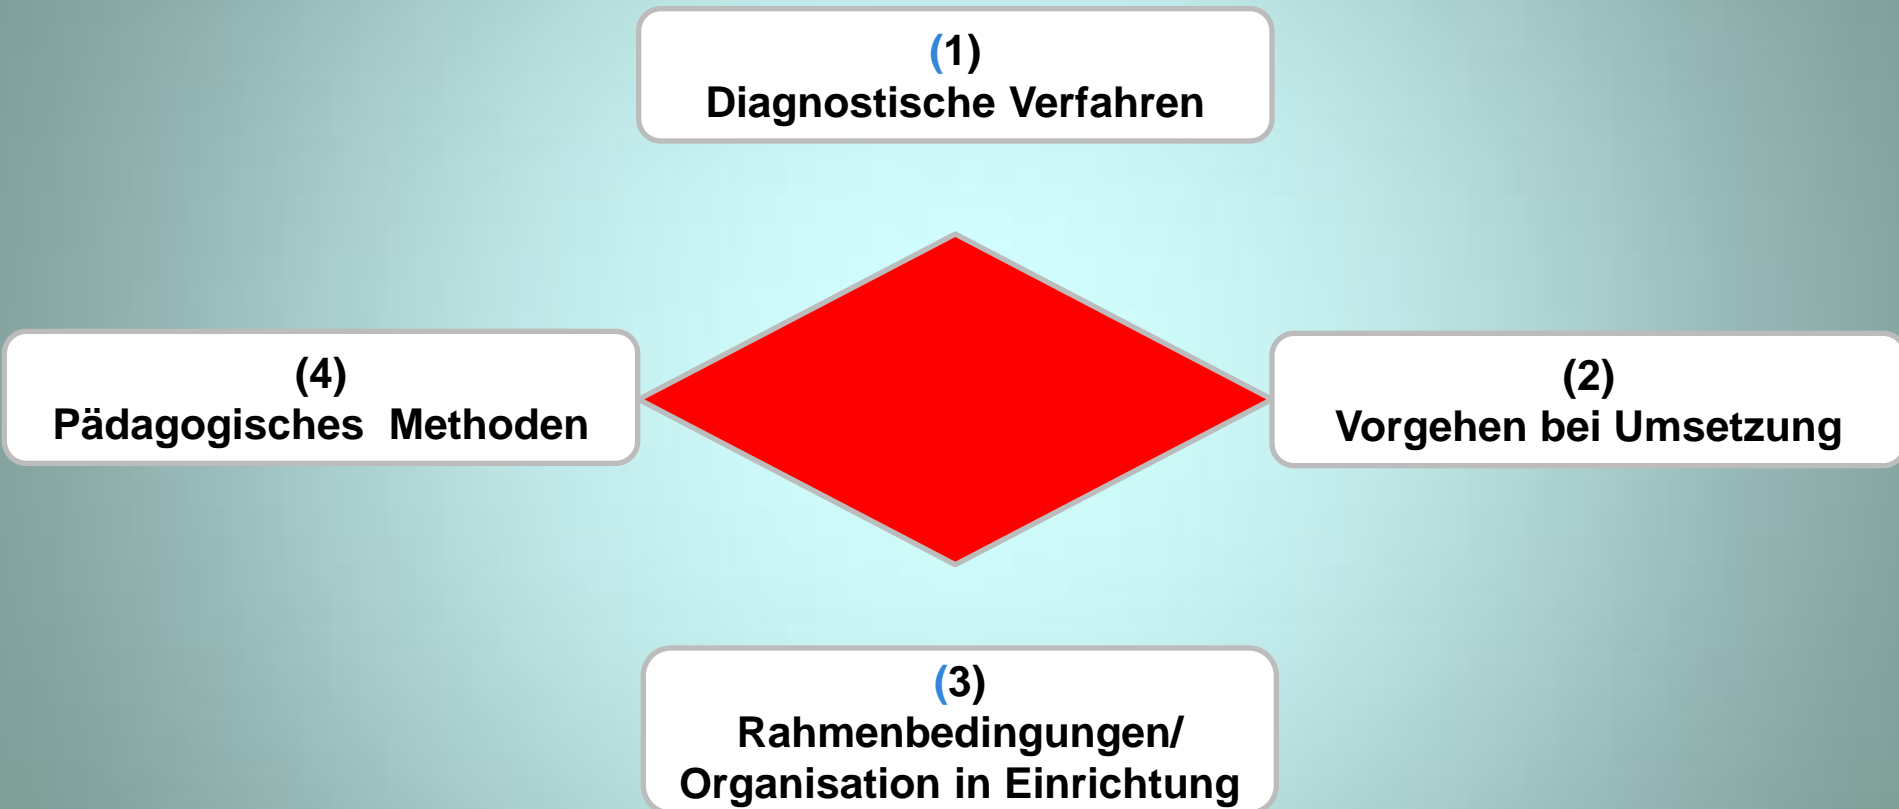 (1)
Diagnostische Verfahren
(4)
Pädagogisches Methoden
(2)
Vorgehen bei Umsetzung
(3)
Rahmenbedingungen/
Organisation in Einrichtung